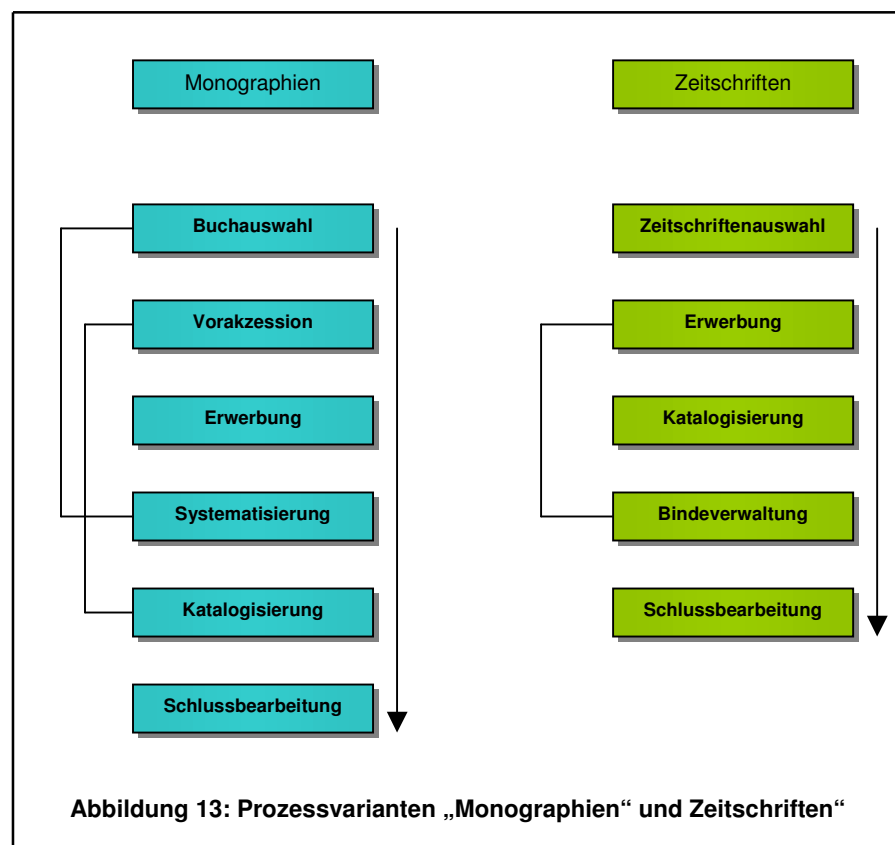 Monographien
Buchauswahl
Vorakzession
Erwerbung
Systematisierung
Katalogisierung
Schlussbearbeitung
Zeitschriften
Zeitschriftenauswahl
Erwerbung
Katalogisierung
Bindeverwaltung
Schlussbearbeitung
Abbildung 13: Prozessvarianten „Monographien“ und Zeitschriften“